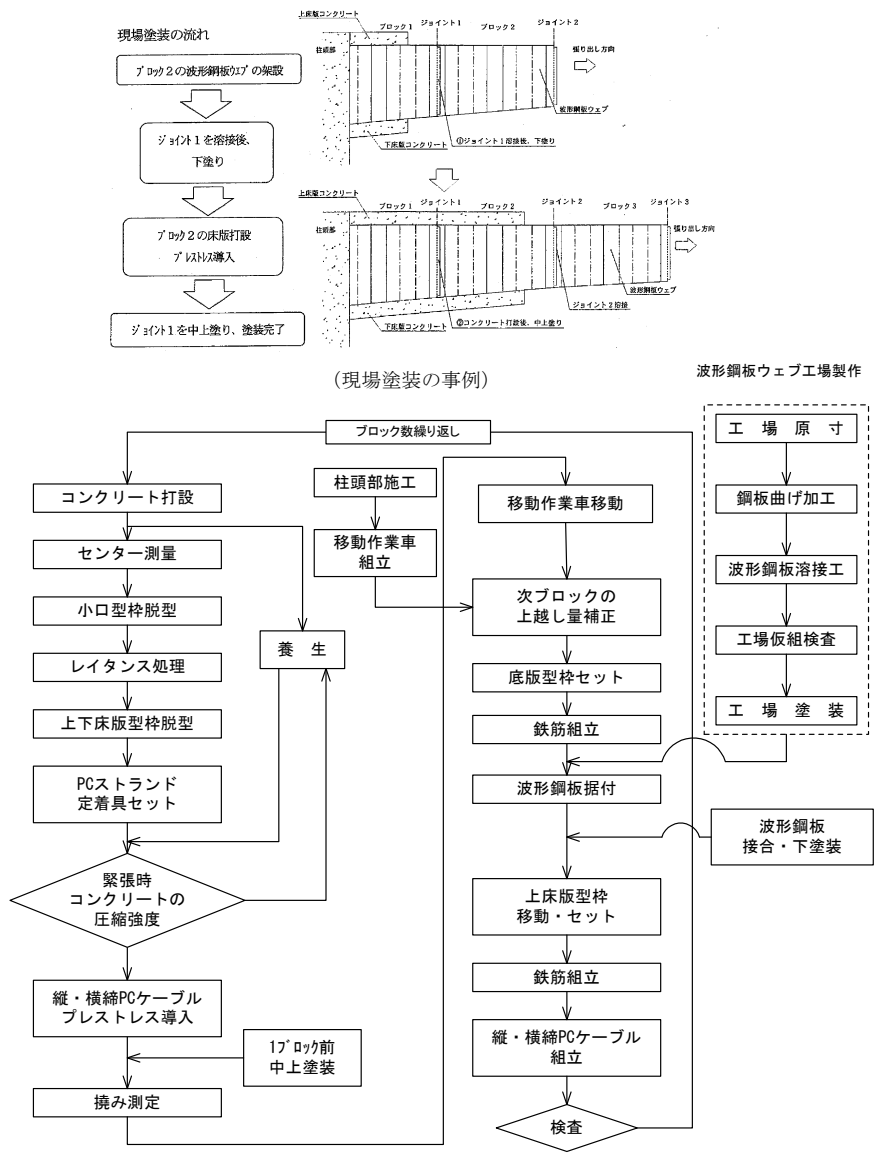 現場塗装の流れ
ブロック2の波形鋼板ウェブの架設
ジョイント1を溶接後、
下塗り
ブロック2の床版打設
プレストレス導入
ジョイント1を中上塗り、塗装完了
上床版コンクリート
ブロック1
ジョイント1
ブロック2
ジョイント2
柱頭部
張り出し方向
波形鋼板ウェブ
下床版コンクリート
①ジョイント1溶接後、下塗り
上床版コンクリート
ブロック1
ジョイント1
ブロック2
ジョイント2
ブロック3
ジョイント3
柱頭部
張り出し方向
波形鋼板ウェブ
ジョイント2溶接
下床版コンクリート
②コンクリート打設後、中上塗り
(現場塗装の事例)
波形鋼板ウェブ工場製作
工場原寸
鋼板曲げ加工
波形鋼板溶接工
工場仮組検査
工場塗装
ブロック数繰り返し
コンクリート打設
センター測量
小口型枠脱型
レイタンス処理
上下床版型枠脱型
PCストランド
定着具セット
養生
緊張時
コンクリートの
圧縮強度
縦・横締PCケーブル
プレストレス導入
1ブロック前
中上塗装
撓み測定
柱頭部施工
移動作業車
組立
移動作業車移動
次ブロックの
上越し量補正
底版型枠セット
鉄筋組立
波形鋼板据付
波形鋼板
接合・下塗装
上床版型枠
移動・セット
鉄筋組立
縦・横締PCケーブル
組立
検査